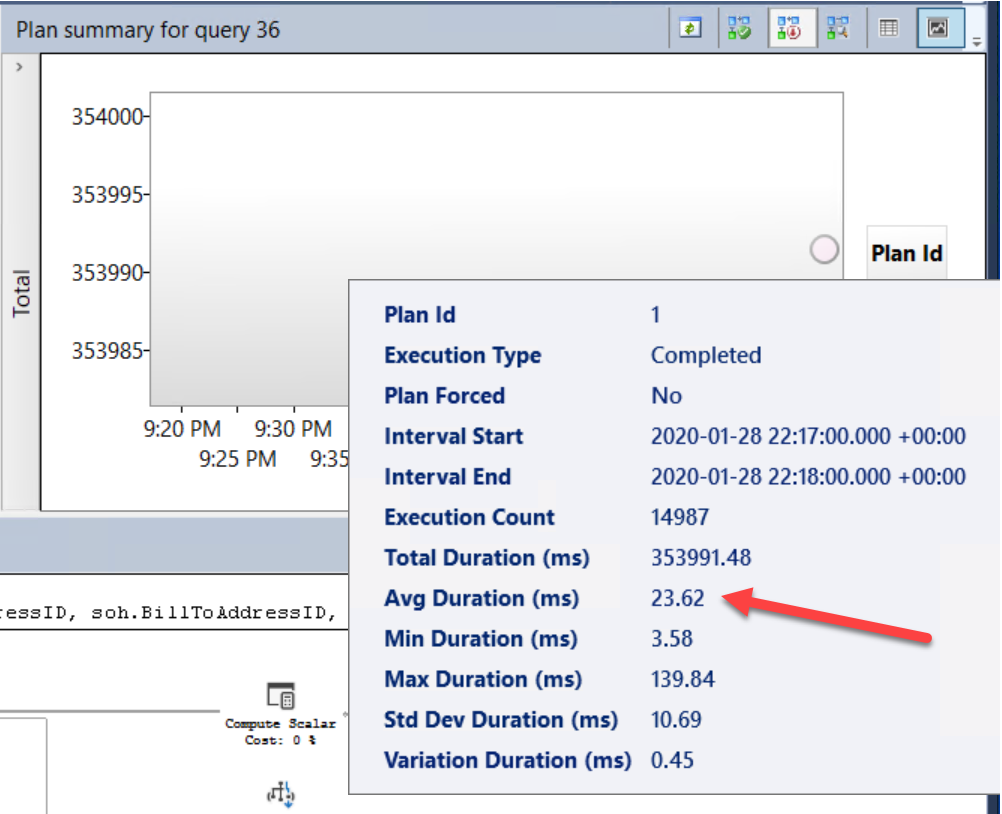 Plan summary for query 36
Total
354000
353995
353990
353985
9:20 PM 9:30 PM
9:25 PM 9:35
Plan Id
Plan Id 1
Execution Type Completed
Plan Forced No
Interval Start 2020-01-28 22:17:00.000 +00:00
Interval End 2020-01-28 22:18:00.000 +00:00
Execution Count 14987
Total Duration (ms) 353991.48
Avg Duration (ms) 23.62
Min Duration (ms) 3.58
Max Duration (ms) 139.84
Std Dev Duration (ms) 10.69
Variation Duration (ms) 0.45
ressID, soh.BillToAddressID,
Compute Scalar
Cost: 0 %